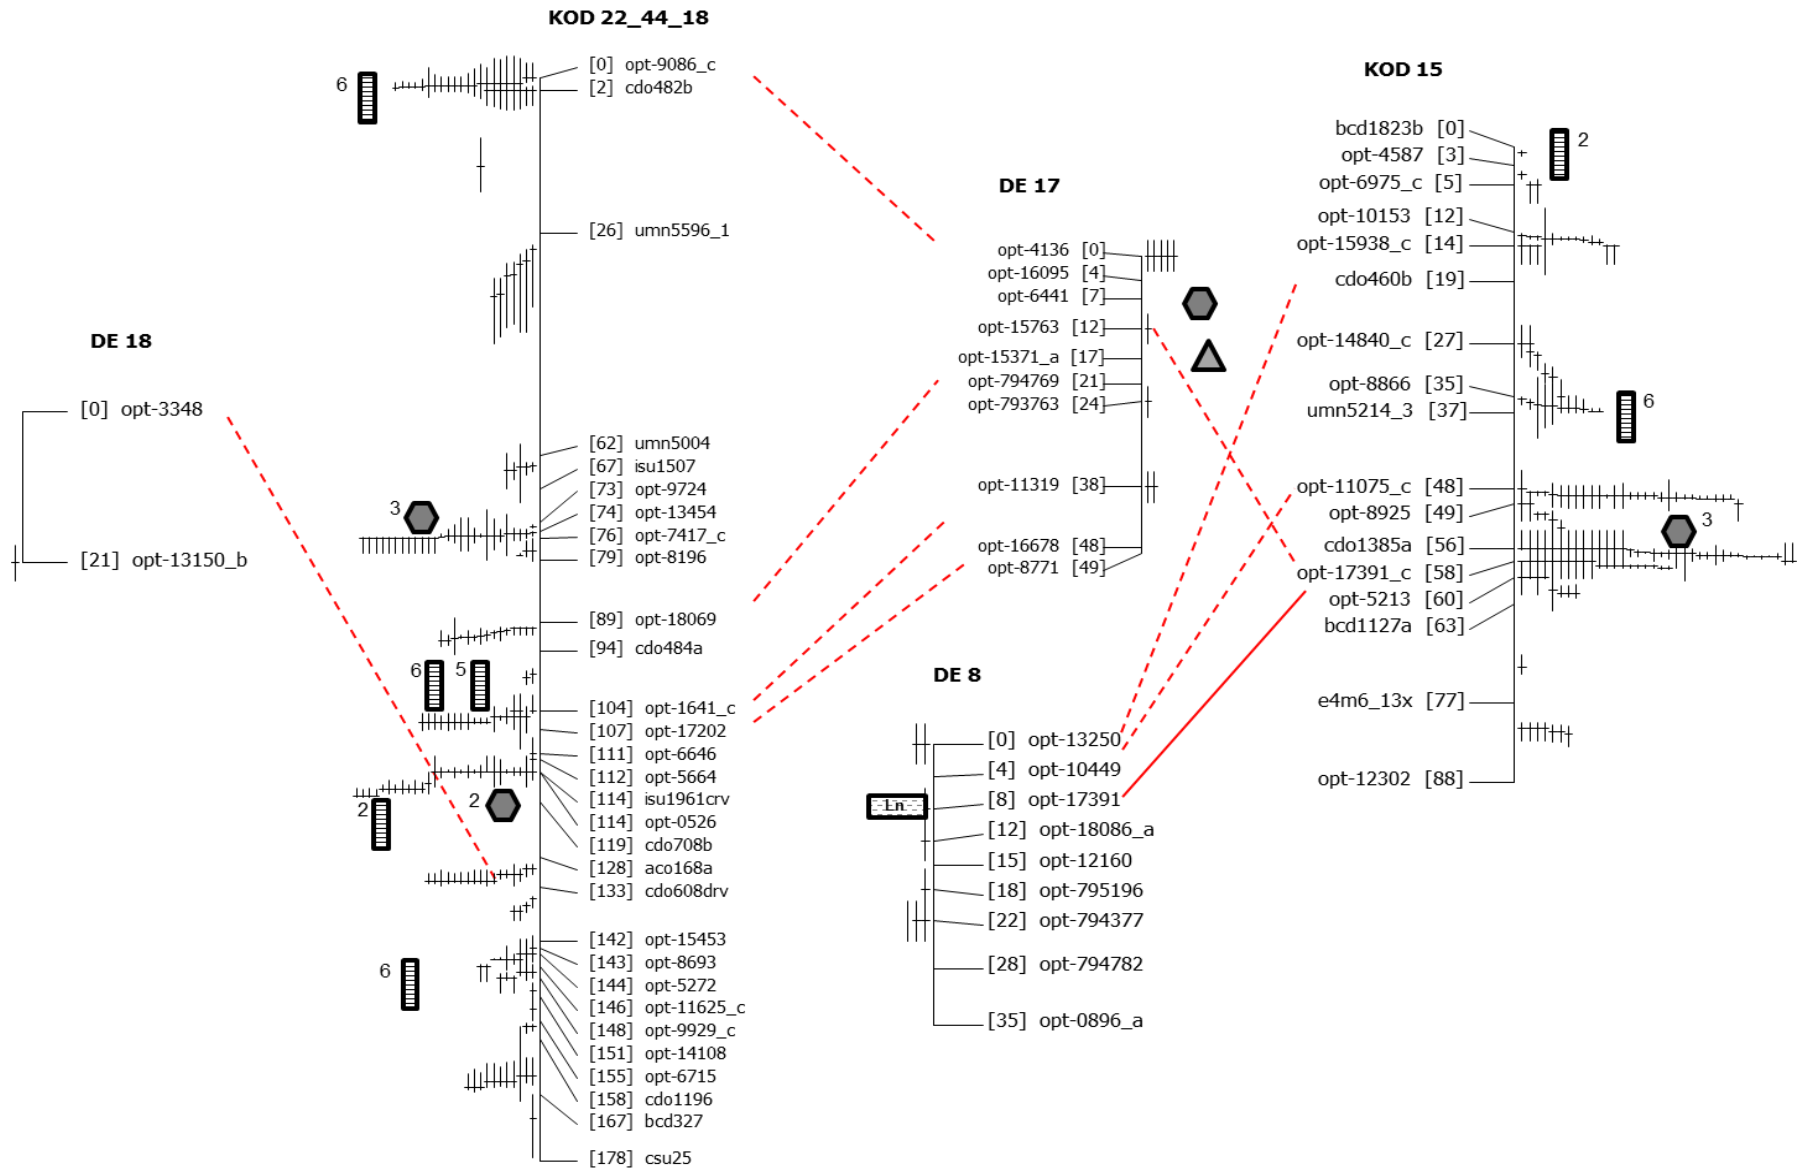 KOD 22_44_18
[0] opt-9086_c
[2] cdo482b
6
[26] umn5596_1
[62] umn5004
[67] isu1507
[73] opt-9724
[74] opt-13454
[76] opt-7417_c
[79] opt-8196
3
[89] opt-18069
[94] cdo484a
6
5
[104] opt-1641_c
[107] opt-17202
[111] opt-6646
[112] opt-5664
[114] isu1961crv
[114] opt-0526
[119] cdo708b
2
2
[128] aco168a
[133] cdo608drv
[142] opt-15453
[143] opt-8693
[144] opt-5272
[146] opt-11625_c
[148] opt-9929_c
[151] opt-14108
[155] opt-6715
[158] cdo1196
[167] bcd327
[178] csu25
6
DE 18
[0] opt-3348
[21] opt-13150_b
DE 17
opt-4136 [0]
opt-16095 [4]
opt-6441 [7]
opt-15763 [12]
opt-15371_a [17]
opt-794769 [21]
opt-793763 [24]
opt-11319 [38]
opt-16678 [48]
opt-8771 [49]
DE 8
[0] opt-13250
[4] opt-10449
[8] opt-17391
Ln
[12] opt-18086_a
[15] opt-12160
[18] opt-795196
[22] opt-794377
[28] opt-794782
[35] opt-0896_a
KOD 15
bcd1823b [0]
opt-4587 [3]
2
opt-6975_c [5]
opt-10153 [12]
opt-15938_c [14]
cdo460b [19]
opt-14840_c [27]
opt-8866 [35]
umn5214_3 [37]
6
opt-11075_c [48]
opt-8925 [49]
3
cdo1385a [56]
opt-17391_c [58]
opt-5213 [60]
bcd1127a [63]
e4m6_13x [77]
opt-12302 [88]